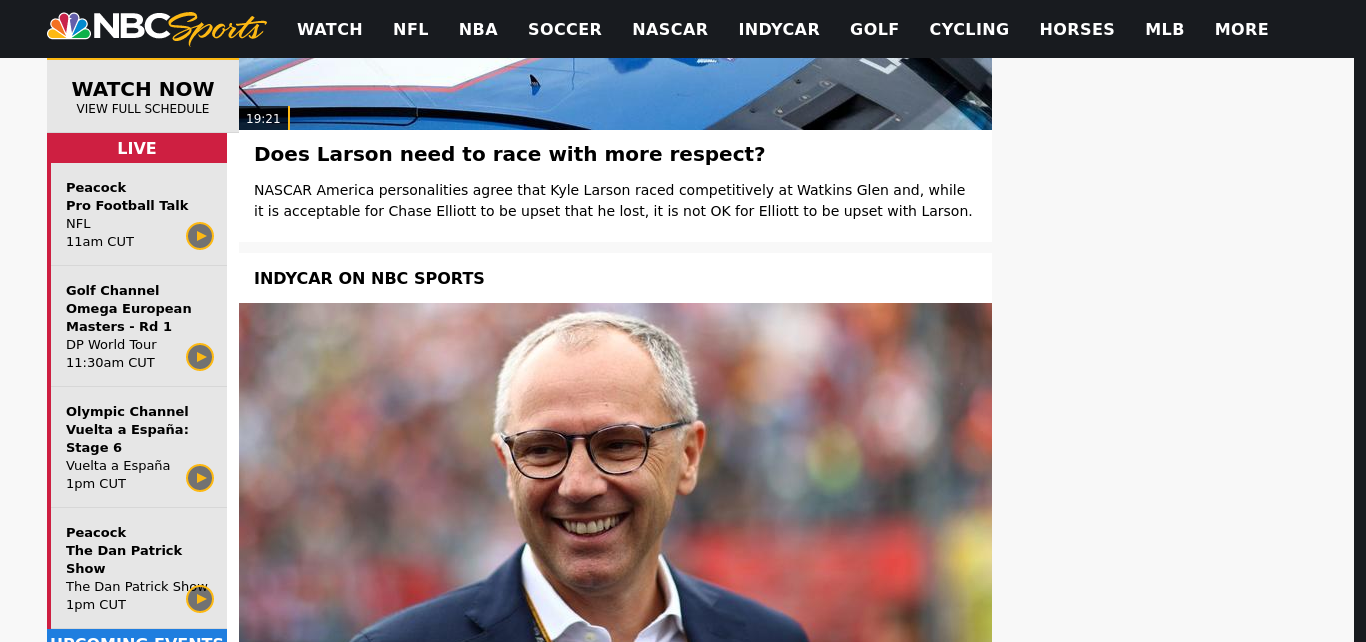 NBC Sports
WATCH
NFL
NBA
SOCCER
NASCAR
INDYCAR
GOLF
CYCLING
HORSES
MLB
MORE
WATCH NOW
VIEW FULL SCHEDULE
LIVE
Peacock
Pro Football Talk
NFL
11am CUT
Golf Channel
Omega European
Masters - Rd 1
DP World Tour
11:30am CUT
Olympic Channel
Vuelta a España:
Stage 6
Vuelta a España
1pm CUT
Peacock
The Dan Patrick
Show
The Dan Patrick Show
1pm CUT
UPCOMING EVENTS
19:21
Does Larson need to race with more respect?
NASCAR America personalities agree that Kyle Larson raced competitively at Watkins Glen and, while
it is acceptable for Chase Elliott to be upset that he lost, it is not OK for Elliott to be upset with Larson.
INDYCAR ON NBC SPORTS